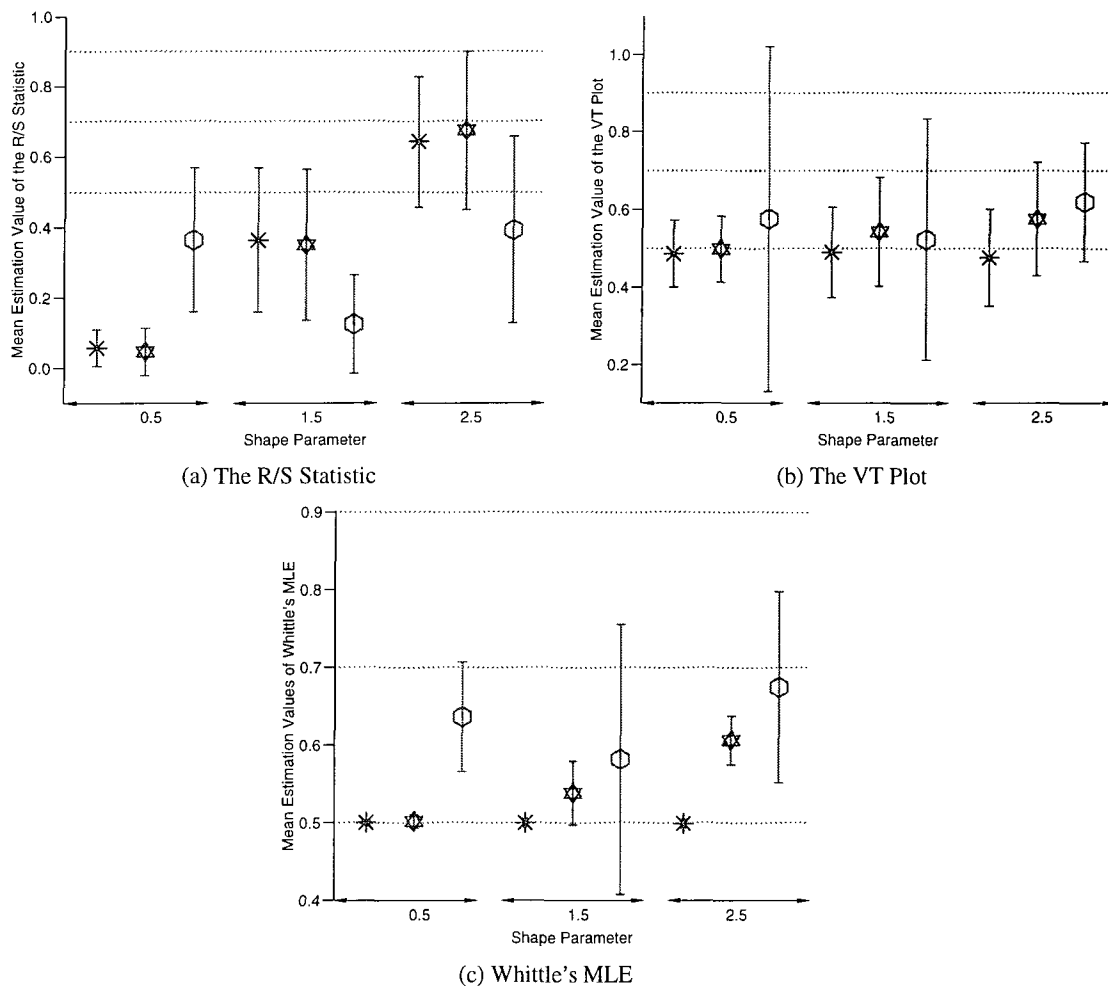 Mean Estimation Value of the R/S Statistic
1.0
0.8
0.6
0.4
0.2
0.0
0.5
1.5
2.5
Shape Parameter
(a) The R/S Statistic
Mean Estimation Value of the VT Plot
1.0
0.8
0.6
0.4
0.2
0.5
1.5
2.5
Shape Parameter
(b) The VT Plot
Mean Estimation Values of Whittle's MLE
0.9
0.8
0.7
0.6
0.5
0.4
0.5
1.5
2.5
Shape Parameter
(c) Whittle's MLE